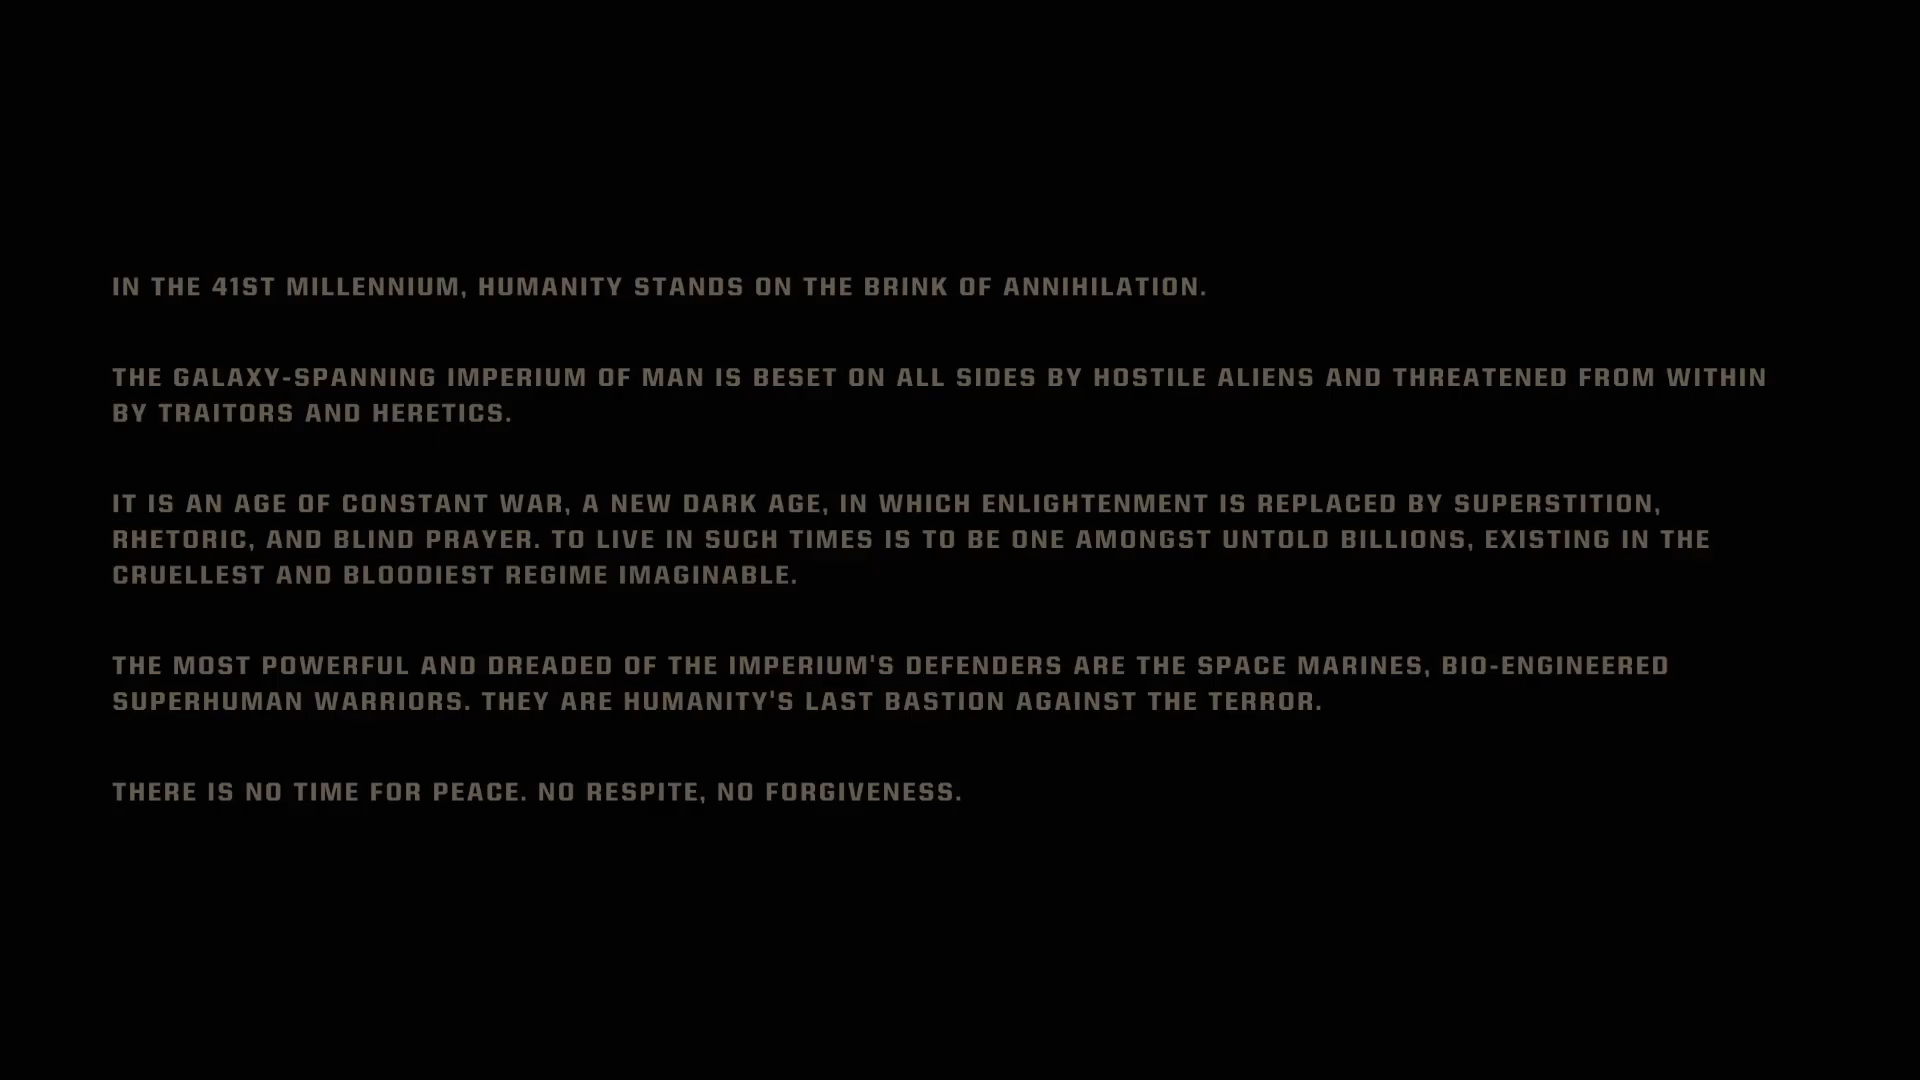 IN THE 41ST MILLENNIUM, HUMANITY STANDS ON THE BRINK OF ANNIHILATION.
THE GALAXY-SPANNING IMPERIUM OF MAN IS BESET ON ALL SIDES BY HOSTILE ALIENS AND THREATENED FROM WITHIN
BY TRAITORS AND HERETICS.
IT IS AN AGE OF CONSTANT WAR, A NEW DARK AGE, IN WHICH ENLIGHTENMENT IS REPLACED BY SUPERSTITION,
RHETORIC, AND BLIND PRAYER. TO LIVE IN SUCH TIMES IS TO BE ONE AMONGST UNTOLD BILLIONS, EXISTING IN THE
CRUELLEST AND BLOODIEST REGIME IMAGINABLE.
THE MOST POWERFUL AND DREADED OF THE IMPERIUM'S DEFENDERS ARE THE SPACE MARINES, BIO-ENGINEERED
SUPERHUMAN WARRIORS. THEY ARE HUMANITY'S LAST BASTION AGAINST THE TERROR.
THERE IS NO TIME FOR PEACE. NO RESPITE, NO FORGIVENESS.